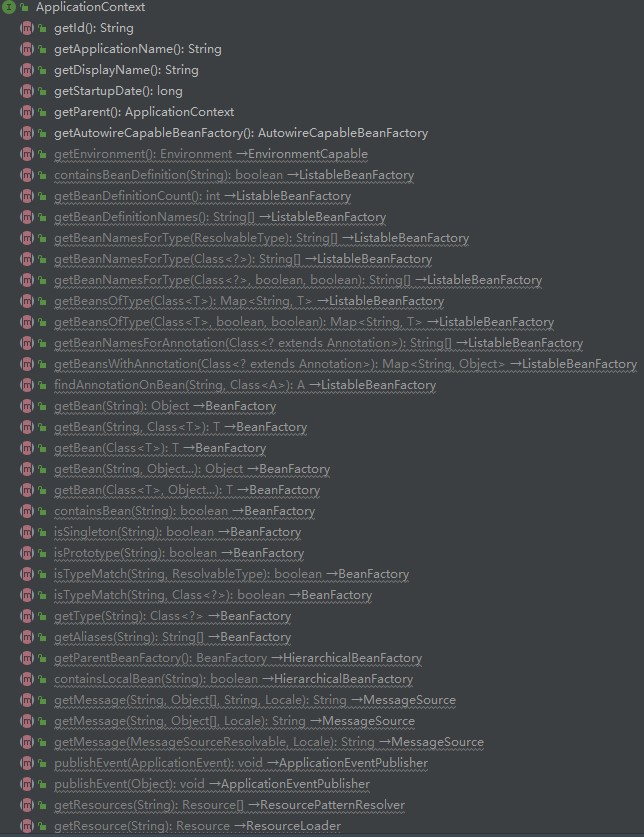 ApplicationContext
getId(): String
getApplicationName(): String
getDisplayName(): String
getStartupDate(): long
getParent(): ApplicationContext
getAutowireCapableBeanFactory(): AutowireCapableBeanFactory
getEnvironment(): Environment →EnvironmentCapable
containsBeanDefinition(String): boolean →ListableBeanFactory
getBeanDefinitionCount(): int →ListableBeanFactory
getBeanDefinitionNames(): String[] →ListableBeanFactory
getBeanNamesForType(ResolvableType): String[] →ListableBeanFactory
getBeanNamesForType(Class<?>): String[] →ListableBeanFactory
getBeanNamesForType(Class<?>, boolean, boolean): String[] →ListableBeanFactory
getBeansOfType(Class<T>): Map<String, T> →ListableBeanFactory
getBeansOfType(Class<T>, boolean, boolean): Map<String, T> →ListableBeanFactory
getBeanNamesForAnnotation(Class<? extends Annotation>): String[] →ListableBeanFactory
getBeansWithAnnotation(Class<? extends Annotation>): Map<String, Object> →ListableBeanFactory
findAnnotationOnBean(String, Class<A>): A →ListableBeanFactory
getBean(String): Object →BeanFactory
getBean(String, Class<T>): T →BeanFactory
getBean(Class<T>): T →BeanFactory
getBean(String, Object...): Object →BeanFactory
getBean(Class<T>, Object...): T →BeanFactory
containsBean(String): boolean →BeanFactory
isSingleton(String): boolean →BeanFactory
isPrototype(String): boolean →BeanFactory
isTypeMatch(String, ResolvableType): boolean →BeanFactory
isTypeMatch(String, Class<?>): boolean →BeanFactory
getType(String): Class<?> →BeanFactory
getAliases(String): String[] →BeanFactory
getParentBeanFactory(): BeanFactory →HierarchicalBeanFactory
containsLocalBean(String): boolean →HierarchicalBeanFactory
getMessage(String, Object[], String, Locale): String →MessageSource
getMessage(String, Object[], Locale): String →MessageSource
getMessage(MessageSourceResolvable, Locale): String →MessageSource
publishEvent(ApplicationEvent): void →ApplicationEventPublisher
publishEvent(Object): void →ApplicationEventPublisher
getResources(String): Resource[] →ResourcePatternResolver
getResource(String): Resource →ResourceLoader